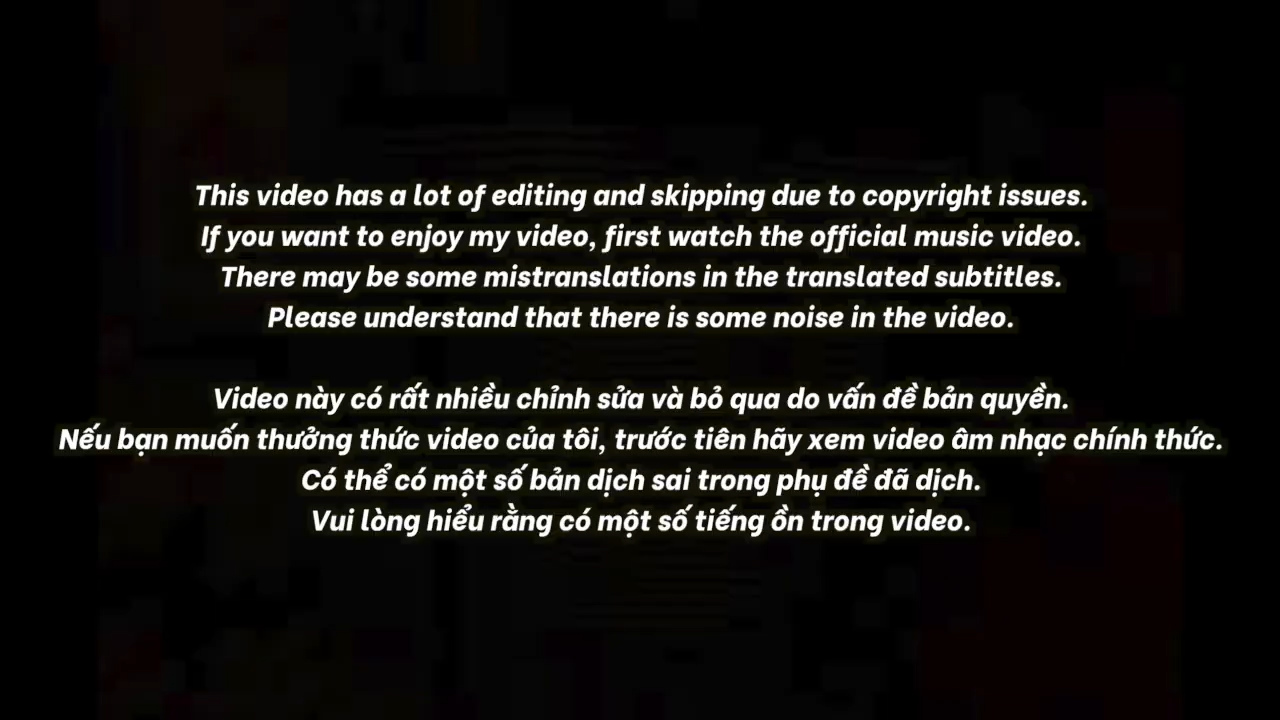 This video has a lot of editing and skipping due to copyright issues.
If you want to enjoy my video, first watch the official music video.
There may be some mistranslations in the translated subtitles.
Please understand that there is some noise in the video.
Video này có rất nhiều chỉnh sửa và bỏ qua do vấn đề bản quyền.
Nếu bạn muốn thưởng thức video của tôi, trước tiên hãy xem video âm nhạc chính thức.
Có thể có một số bản dịch sai trong phụ đề đã dịch.
Vui lòng hiểu rằng có một số tiếng ồn trong video.